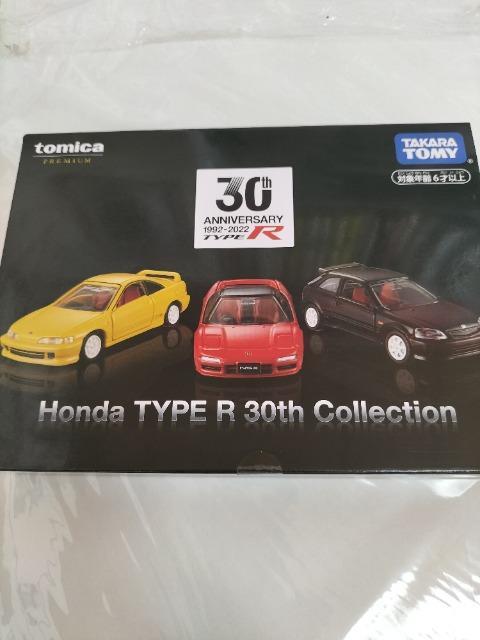 tomica
PREMIUM
TAKARA
TOMY
対象年齢6才以上
30th
ANNIVERSARY
1992-2022
TYPE R
Honda TYPE R 30th Collection